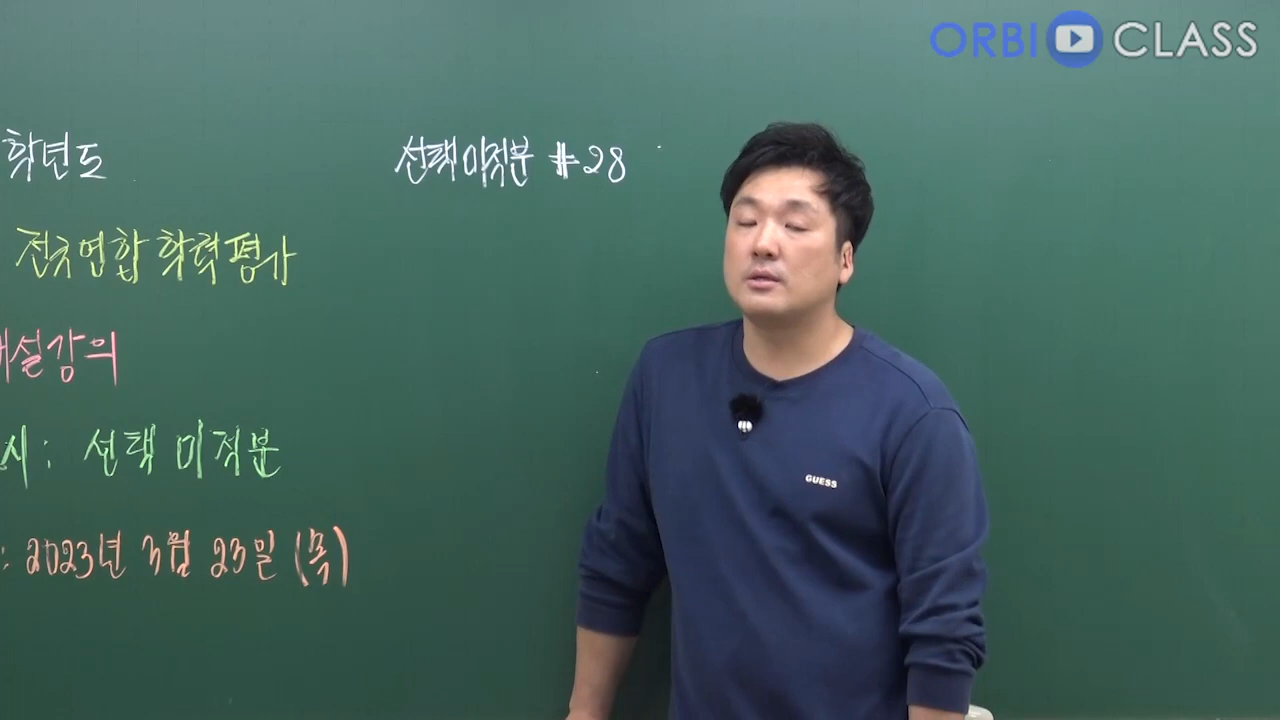 ORBI CLASS
학년도
선택미적분 #28
전국연합 학력평가
설강의
시: 선택 미적분
: 2023년 3월 23일 (목)
GUESS